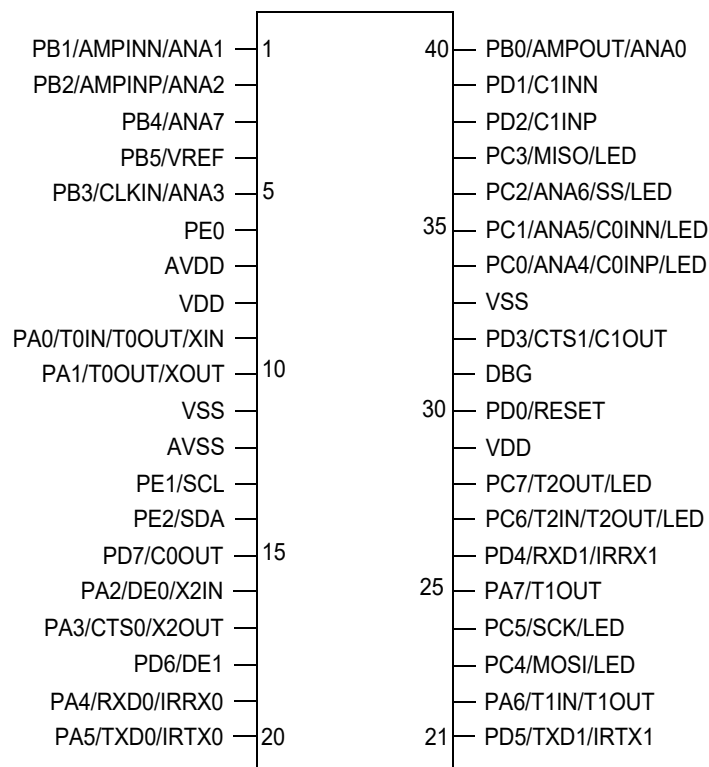 PB1/AMPINN/ANA1 1 40 PB0/AMPOUT/ANA0
PB2/AMPINP/ANA2 PD1/C1INN
PB4/ANA7 PD2/C1INP
PB5/VREF PC3/MISO/LED
PB3/CLKIN/ANA3 5 PC2/ANA6/SS/LED
PE0 35 PC1/ANA5/C0INN/LED
AVDD PC0/ANA4/C0INP/LED
VDD VSS
PA0/T0IN/T0OUT/XIN PD3/CTS1/C1OUT
PA1/T0OUT/XOUT 10 DBG
VSS 30 PD0/RESET
AVSS VDD
PE1/SCL PC7/T2OUT/LED
PE2/SDA PC6/T2IN/T2OUT/LED
PD7/C0OUT 15 PD4/RXD1/IRRX1
PA2/DE0/X2IN 25 PA7/T1OUT
PA3/CTS0/X2OUT PC5/SCK/LED
PD6/DE1 PC4/MOSI/LED
PA4/RXD0/IRRX0 PA6/T1IN/T1OUT
PA5/TXD0/IRTX0 20 21 PD5/TXD1/IRTX1